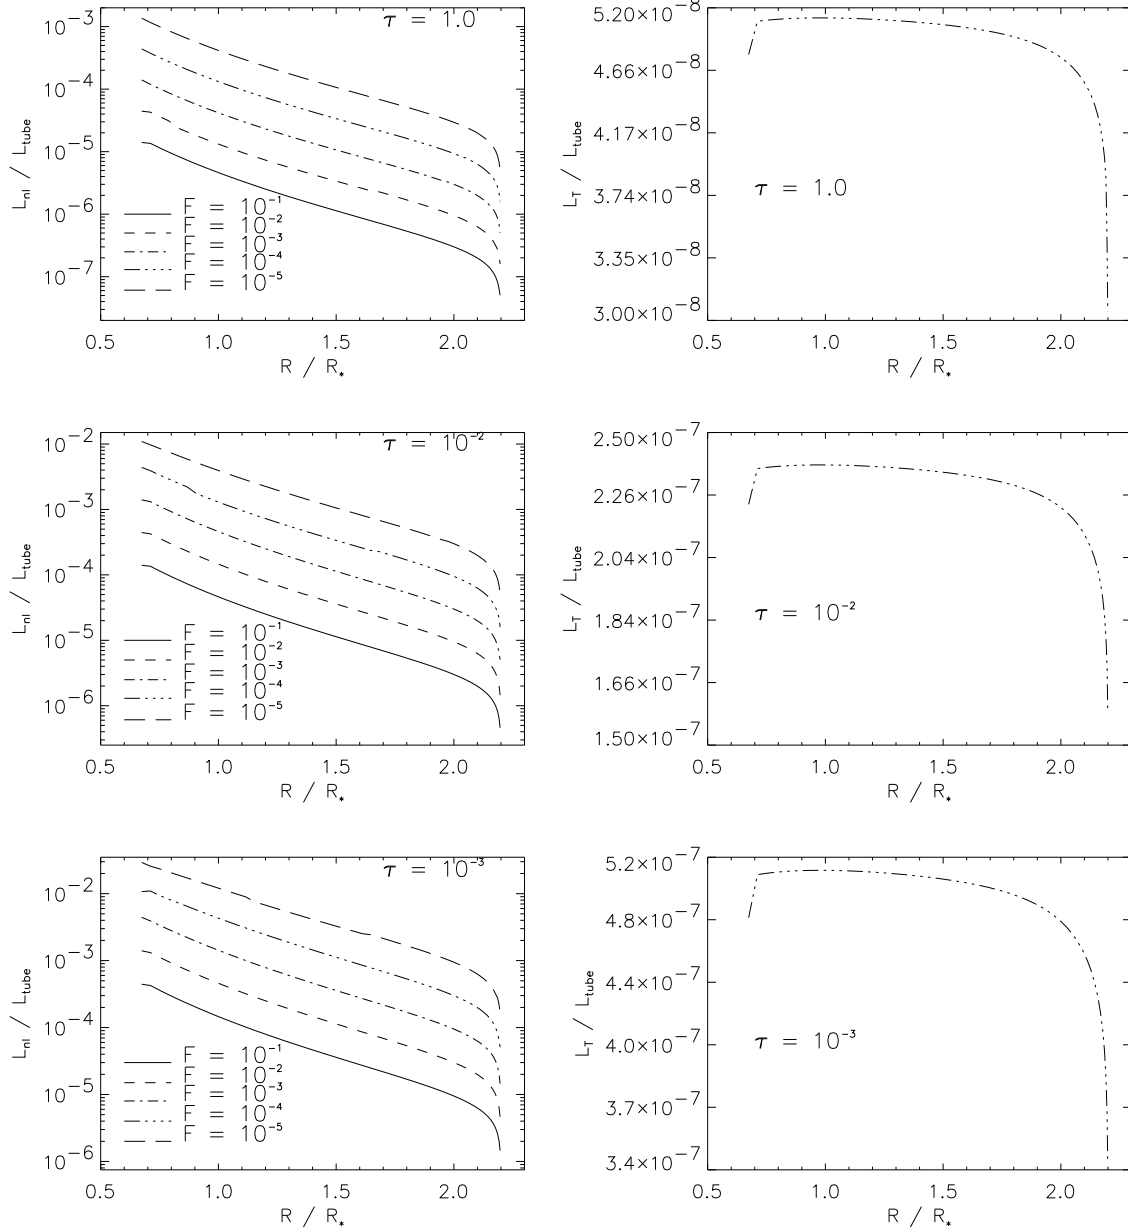 τ = 1.0
10⁻³
10⁻⁴
10⁻⁵
10⁻⁶
10⁻⁷
L_nl / L_tube
F = 10⁻¹
F = 10⁻²
F = 10⁻³
F = 10⁻⁴
F = 10⁻⁵
0.5 1.0 1.5 2.0
R / R_*
5.20×10⁻⁸
4.66×10⁻⁸
4.17×10⁻⁸
3.74×10⁻⁸
3.35×10⁻⁸
3.00×10⁻⁸
L_T / L_tube
τ = 1.0
0.5 1.0 1.5 2.0
R / R_*
τ = 10⁻²
10⁻²
10⁻³
10⁻⁴
10⁻⁵
10⁻⁶
L_nl / L_tube
F = 10⁻¹
F = 10⁻²
F = 10⁻³
F = 10⁻⁴
F = 10⁻⁵
0.5 1.0 1.5 2.0
R / R_*
2.50×10⁻⁷
2.26×10⁻⁷
2.04×10⁻⁷
1.84×10⁻⁷
1.66×10⁻⁷
1.50×10⁻⁷
L_T / L_tube
τ = 10⁻²
0.5 1.0 1.5 2.0
R / R_*
τ = 10⁻³
10⁻²
10⁻³
10⁻⁴
10⁻⁵
10⁻⁶
L_nl / L_tube
F = 10⁻¹
F = 10⁻²
F = 10⁻³
F = 10⁻⁴
F = 10⁻⁵
0.5 1.0 1.5 2.0
R / R_*
5.2×10⁻⁷
4.8×10⁻⁷
4.4×10⁻⁷
4.0×10⁻⁷
3.7×10⁻⁷
3.4×10⁻⁷
L_T / L_tube
τ = 10⁻³
0.5 1.0 1.5 2.0
R / R_*